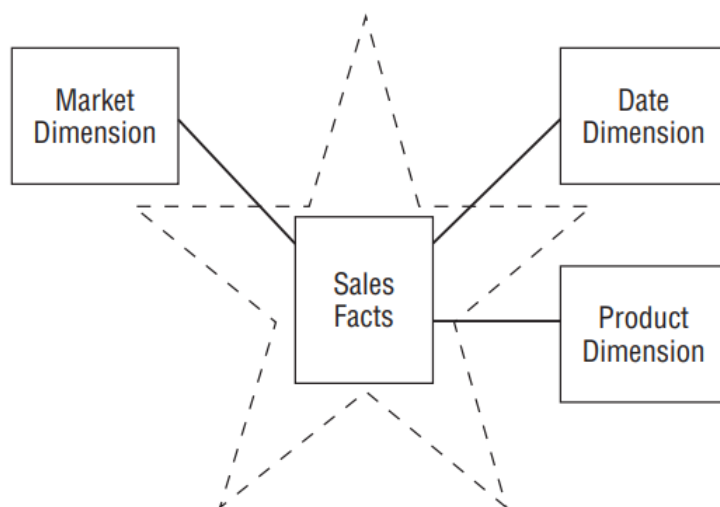 Market
Dimension
Date
Dimension
Sales
Facts
Product
Dimension